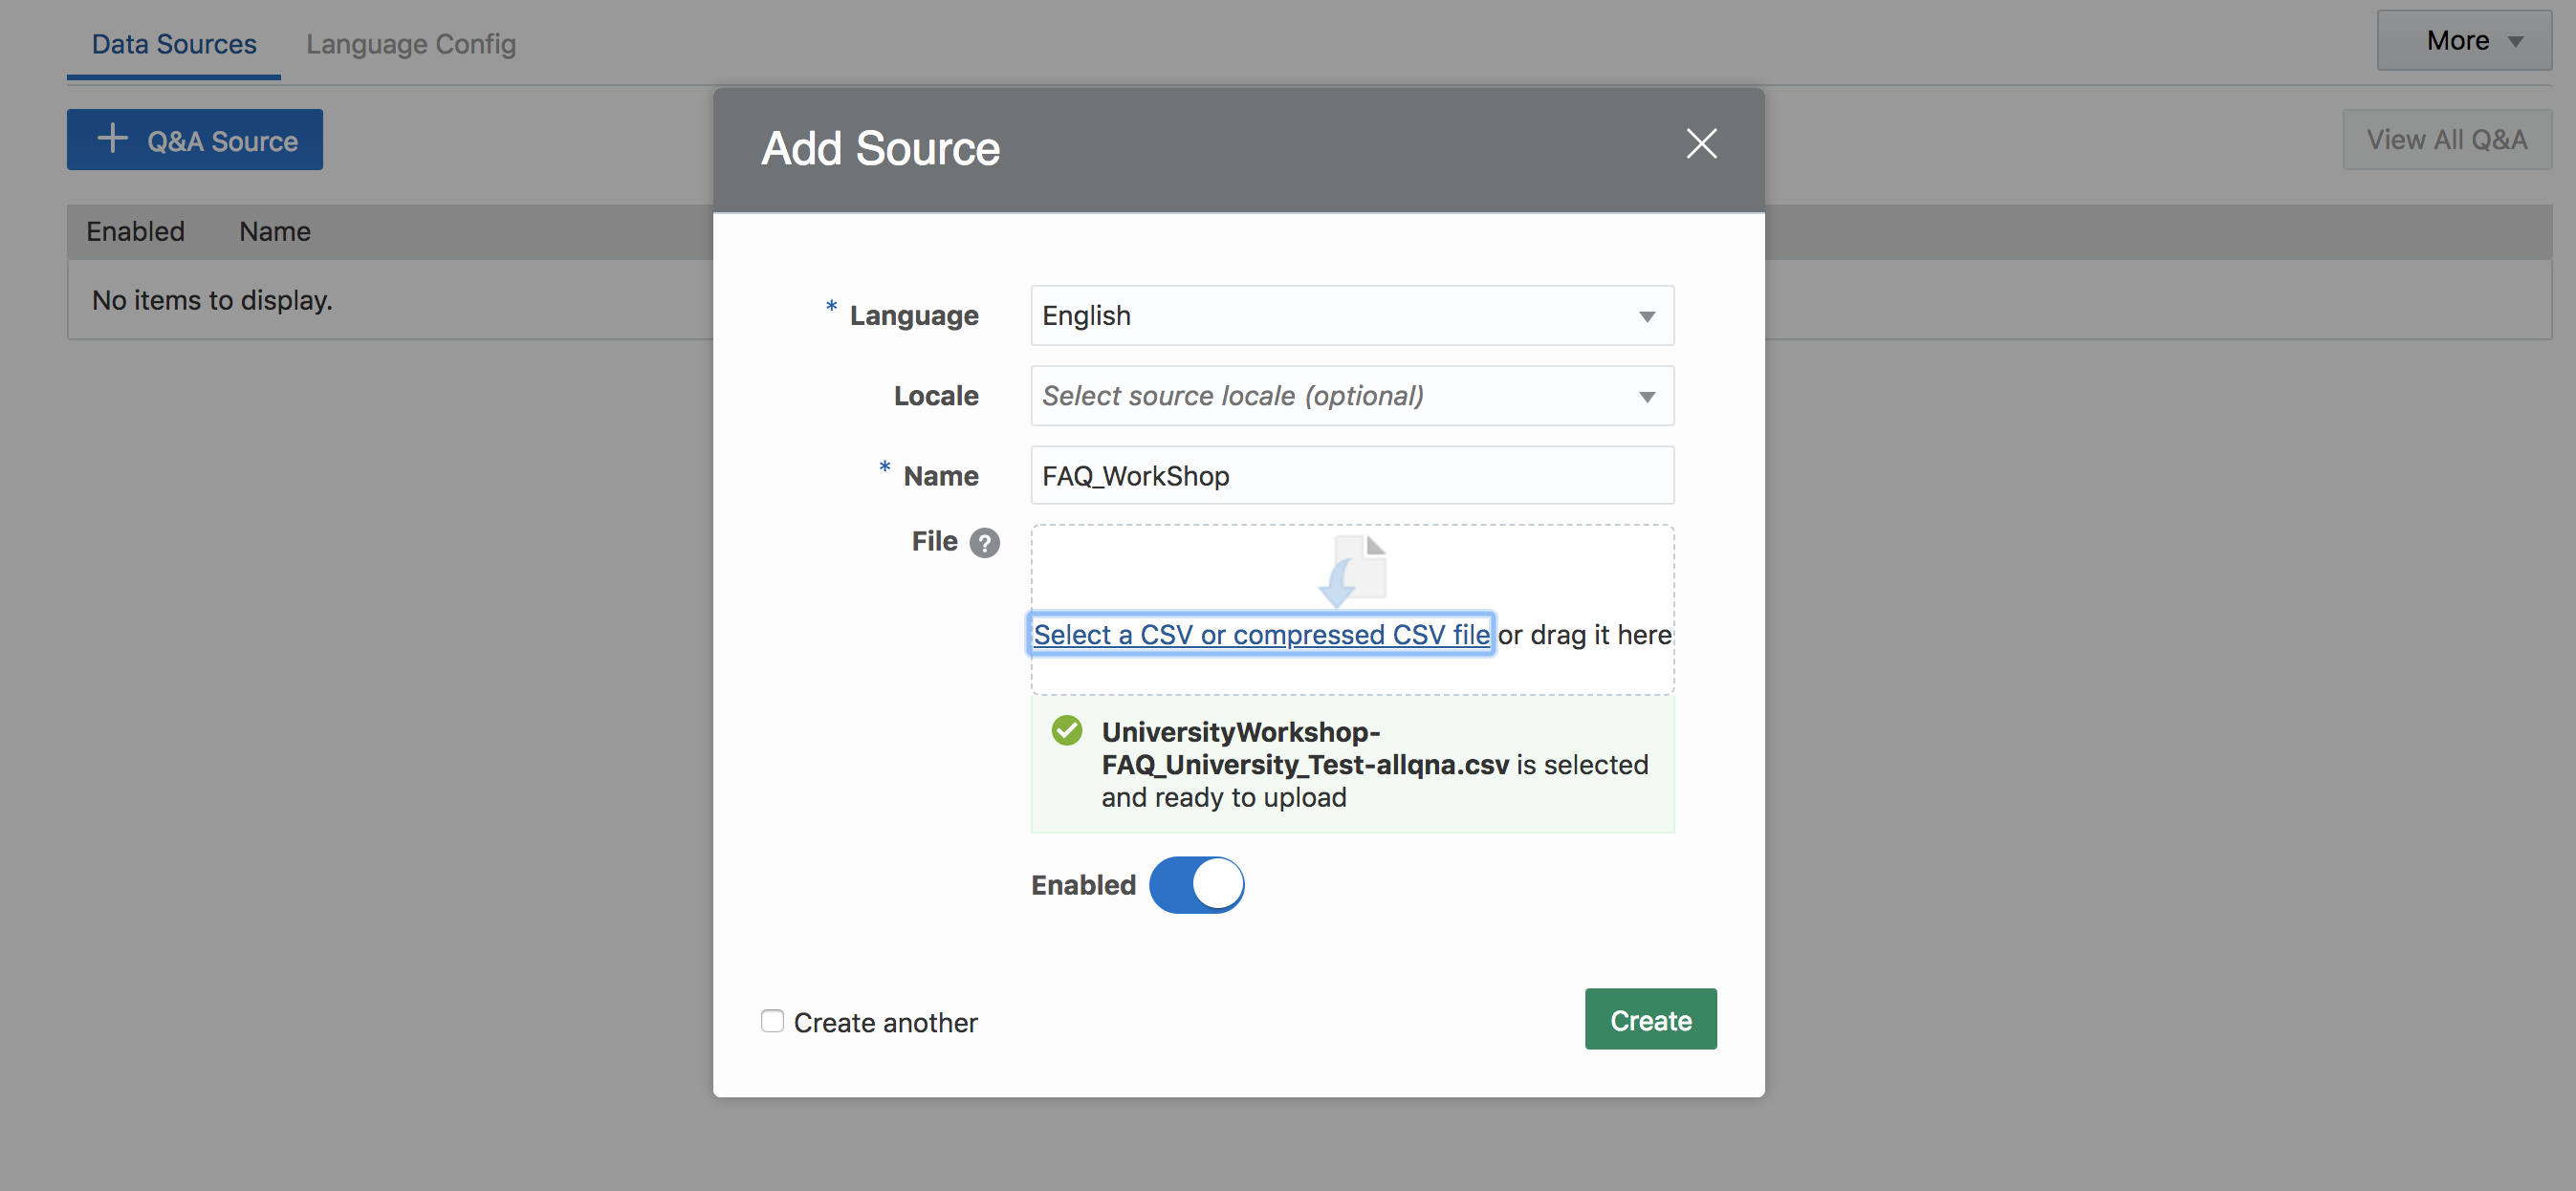 Data Sources
Language Config
More
Q&A Source
View All Q&A
Enabled
Name
No items to display.
Add Source
* Language
English
Locale
Select source locale (optional)
* Name
FAQ_WorkShop
File ?
Select a CSV or compressed CSV file or drag it here
UniversityWorkshop-
FAQ_University_Test-allqna.csv is selected
and ready to upload
Enabled
Create another
Create